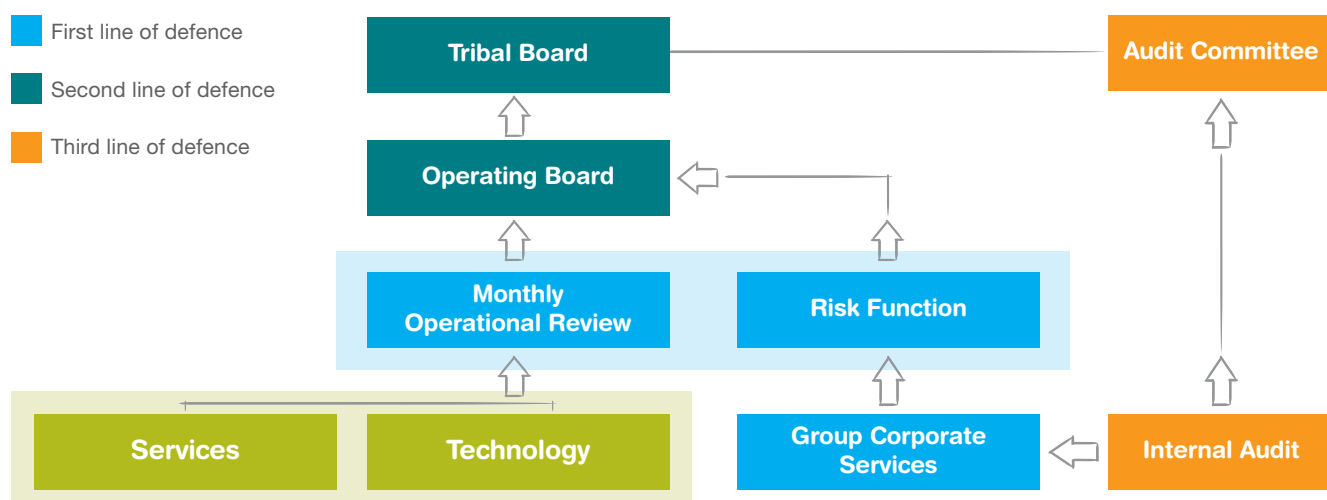 First line of defence
Second line of defence
Third line of defence
Tribal Board
Audit Committee
Operating Board
Monthly
Operational Review
Risk Function
Services
Technology
Group Corporate
Services
Internal Audit